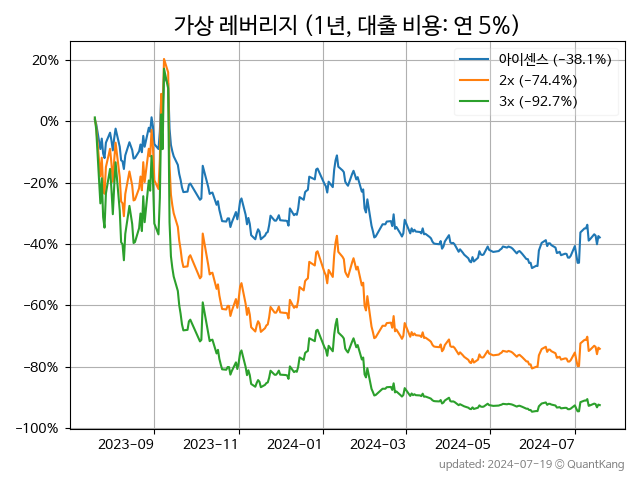 가상 레버리지 (1년, 대출 비용: 연 5%)
아이센스 (−38.1%)
2x (−74.4%)
3x (−92.7%)
20%
0%
−20%
−40%
−60%
−80%
−100%
2023-09
2023-11
2024-01
2024-03
2024-05
2024-07
updated: 2024-07-19 © QuantKang